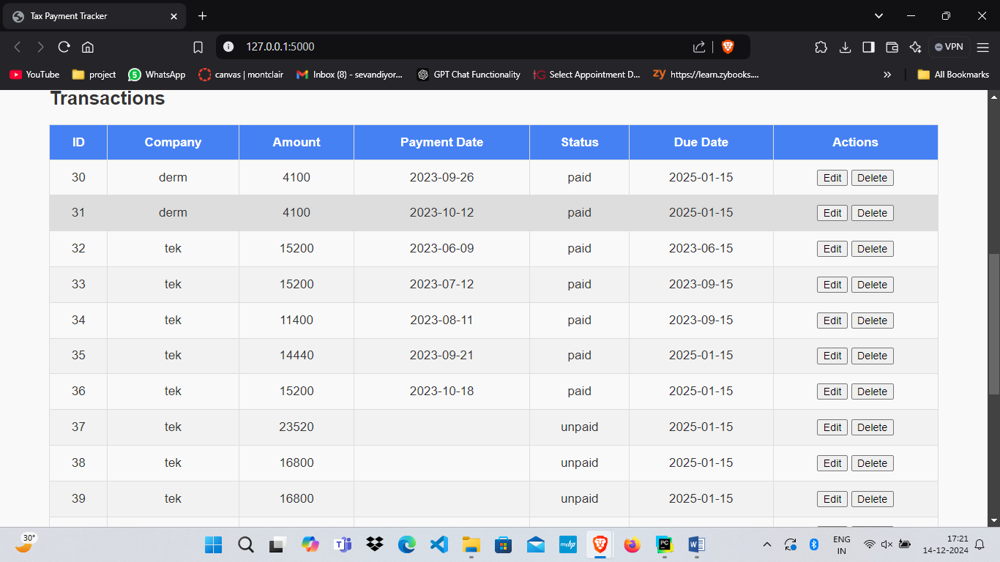 Tax Payment Tracker
127.0.0.1:5000
VPN
YouTube project WhatsApp canvas | montclair Inbox (8) - sevandiyor... GPT Chat Functionality Select Appointment D... https://learn.zybooks.... » All Bookmarks
Transactions
ID Company Amount Payment Date Status Due Date Actions
30 derm 4100 2023-09-26 paid 2025-01-15 Edit Delete
31 derm 4100 2023-10-12 paid 2025-01-15 Edit Delete
32 tek 15200 2023-06-09 paid 2023-06-15 Edit Delete
33 tek 15200 2023-07-12 paid 2023-09-15 Edit Delete
34 tek 11400 2023-08-11 paid 2023-09-15 Edit Delete
35 tek 14440 2023-09-21 paid 2025-01-15 Edit Delete
36 tek 15200 2023-10-18 paid 2025-01-15 Edit Delete
37 tek 23520 unpaid 2025-01-15 Edit Delete
38 tek 16800 unpaid 2025-01-15 Edit Delete
39 tek 16800 unpaid 2025-01-15 Edit Delete
30°
ENG 17:21
IN 14-12-2024